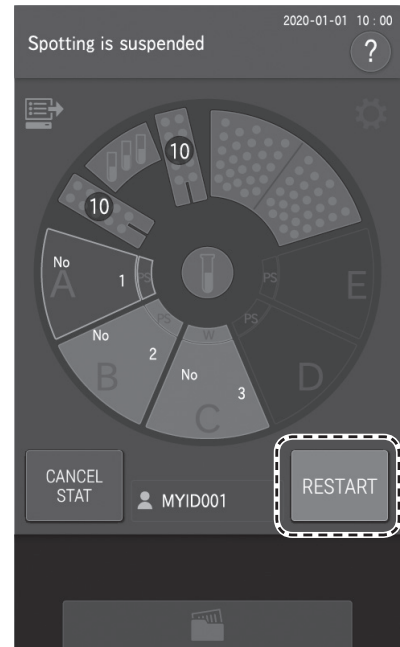 2020-01-01 10 : 00
Spotting is suspended
?
10
10
No
A
1
PS
PS
E
No
B
2
PS
W
PS
No
C
3
D
CANCEL
STAT
MYID001
RESTART